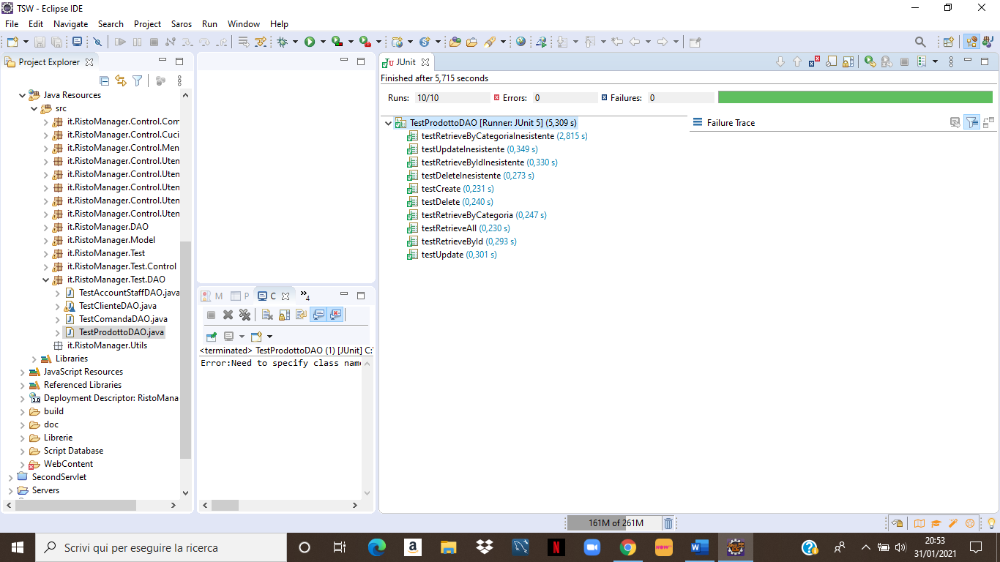 TSW - Eclipse IDE
File Edit Navigate Search Project Saros Run Window Help
Project Explorer
Java Resources
src
it.RistoManager.Control.Com
it.RistoManager.Control.Cuci
it.RistoManager.Control.Men
it.RistoManager.Control.Uten
it.RistoManager.Control.Uten
it.RistoManager.Control.Uten
it.RistoManager.Control.Uten
it.RistoManager.Control.Uten
it.RistoManager.DAO
it.RistoManager.Model
it.RistoManager.Test
it.RistoManager.Test.Control
it.RistoManager.Test.DAO
TestAccountStaffDAO.java
TestClienteDAO.java
TestComandaDAO.java
TestProdottoDAO.java
it.RistoManager.Utils
Libraries
JavaScript Resources
Referenced Libraries
Deployment Descriptor: RistoMana
build
doc
Librerie
Script Database
WebContent
SecondServlet
Servers
M P C »4
<terminated> TestProdottoDAO (1) [JUnit] C:\
Error:Need to specify class name
JUnit
Finished after 5,715 seconds
Runs: 10/10 Errors: 0 Failures: 0
TestProdottoDAO [Runner: JUnit 5] (5,309 s)
testRetrieveByCategoriaInesistente (2,815 s)
testUpdateInesistente (0,349 s)
testRetrieveByIdInesistente (0,330 s)
testDeleteInesistente (0,273 s)
testCreate (0,231 s)
testDelete (0,240 s)
testRetrieveByCategoria (0,247 s)
testRetrieveAll (0,230 s)
testRetrieveById (0,293 s)
testUpdate (0,301 s)
Failure Trace
161M of 261M
Scrivi qui per eseguire la ricerca
20:53
31/01/2021